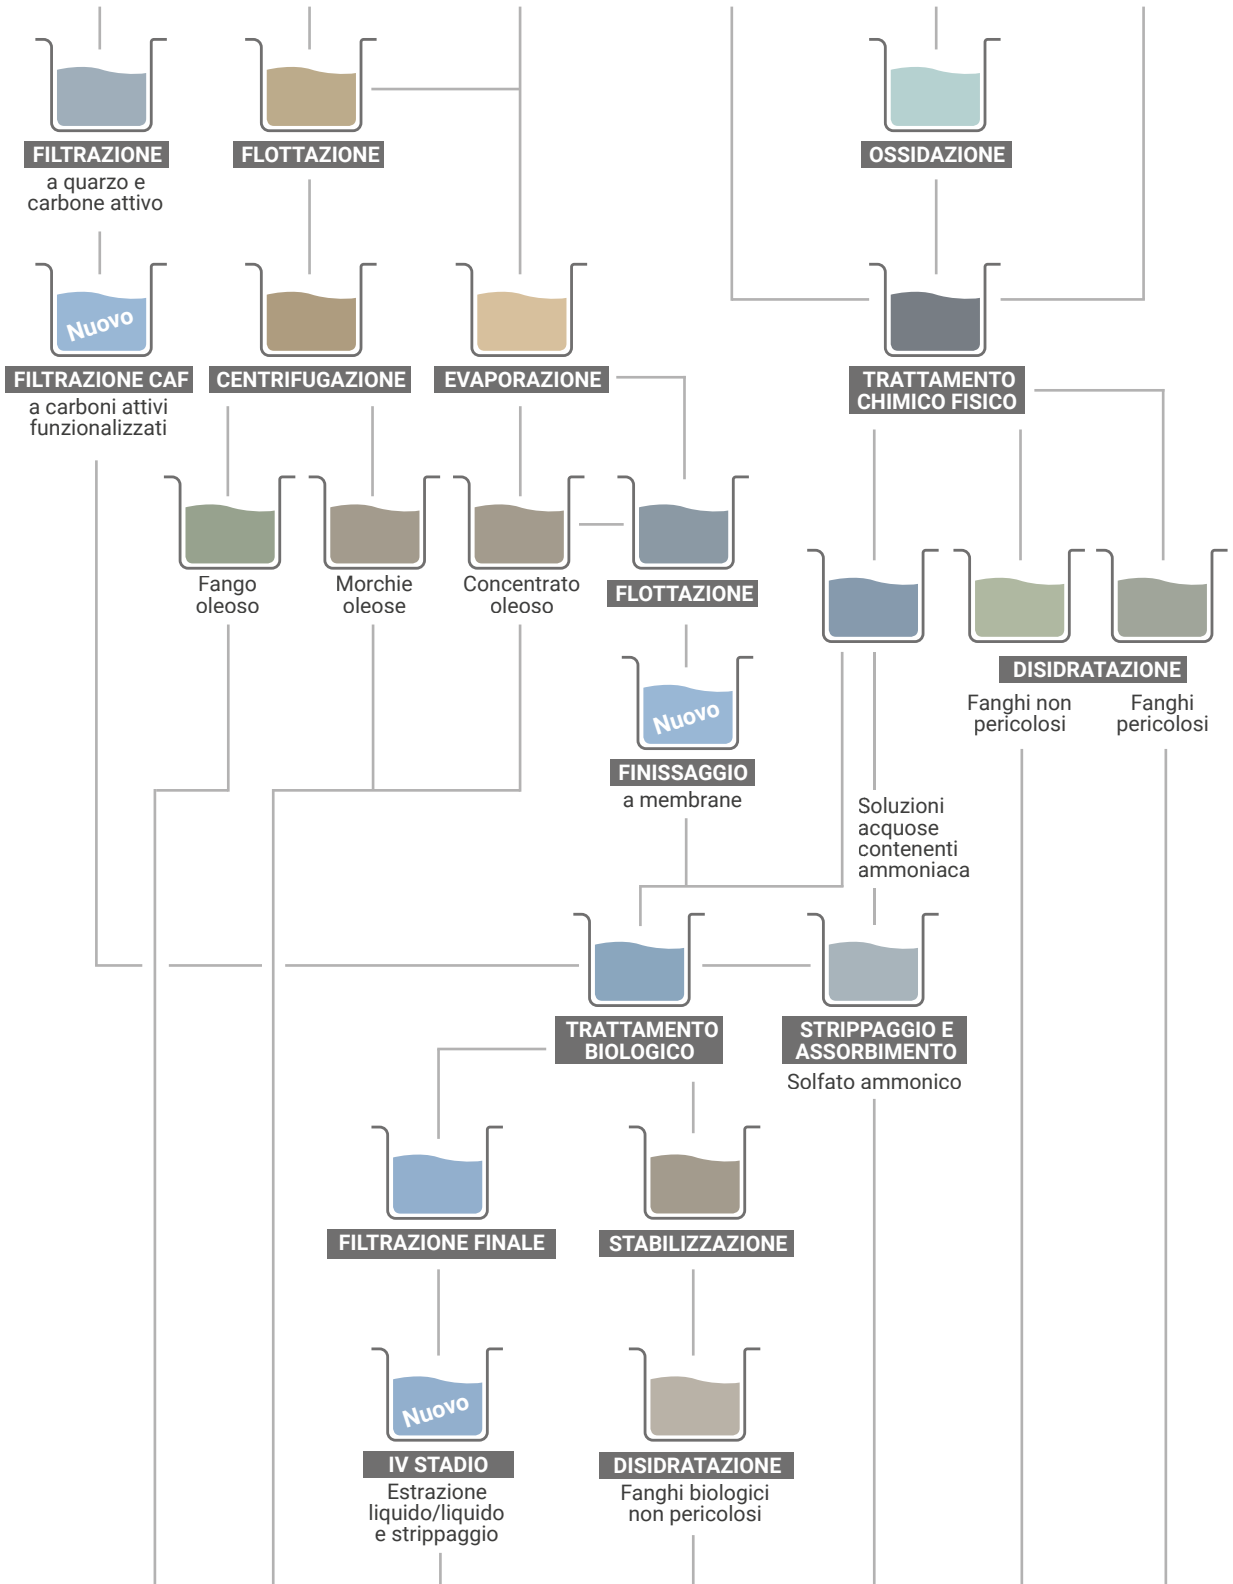 FILTRAZIONE
a quarzo e
carbone attivo
FLOTTAZIONE
OSSIDAZIONE
Nuovo
FILTRAZIONE CAF
a carboni attivi
funzionalizzati
CENTRIFUGAZIONE
EVAPORAZIONE
TRATTAMENTO
CHIMICO FISICO
Fango
oleoso
Morchie
oleose
Concentrato
oleoso
FLOTTAZIONE
DISIDRATAZIONE
Fanghi non
pericolosi
Fanghi
pericolosi
Nuovo
FINISSAGGIO
a membrane
Soluzioni
acquose
contenenti
ammoniaca
TRATTAMENTO
BIOLOGICO
STRIPPAGGIO E
ASSORBIMENTO
Solfato ammonico
FILTRAZIONE FINALE
STABILIZZAZIONE
Nuovo
IV STADIO
Estrazione
liquido/liquido
e strippaggio
DISIDRATAZIONE
Fanghi biologici
non pericolosi